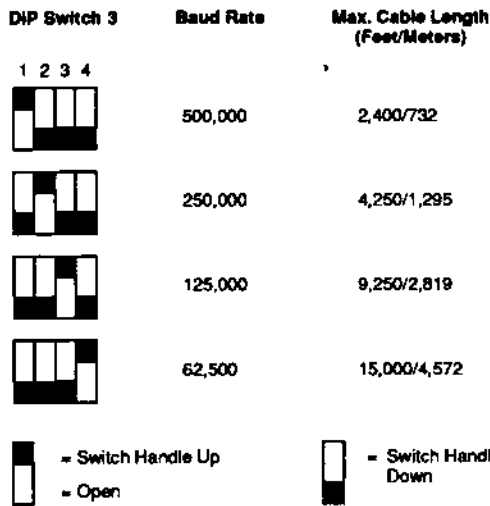 DIP Switch 3 Baud Rate Max. Cable Length
(Feet/Meters)
1 2 3 4
500,000 2,400/732
250,000 4,250/1,295
125,000 9,250/2,819
62,500 15,000/4,572
= Switch Handle Up = Switch Handl
Down
= Open